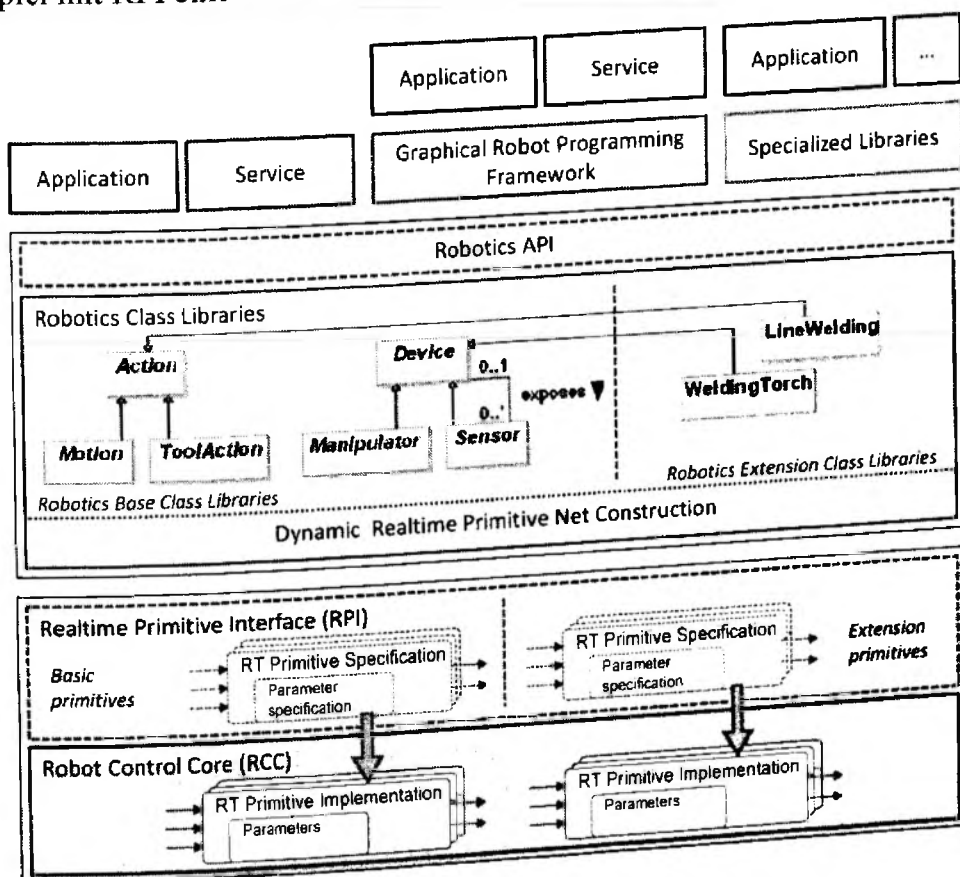 mit RPI
Application
Service
Application
...
Application
Service
Graphical Robot Programming
Framework
Specialized Libraries
Robotics API
Robotics Class Libraries
Action
Device
0..1
exposes ▼
0..*
LineWelding
WeldingTorch
Motion
ToolAction
Manipulator
Sensor
Robotics Base Class Libraries
Robotics Extension Class Libraries
Dynamic Realtime Primitive Net Construction
Realtime Primitive Interface (RPI)
Basic
primitives
RT Primitive Specification
Parameter
specification
RT Primitive Specification
Parameter
specification
Extension
primitives
Robot Control Core (RCC)
RT Primitive Implementation
Parameters
RT Primitive Implementation
Parameters